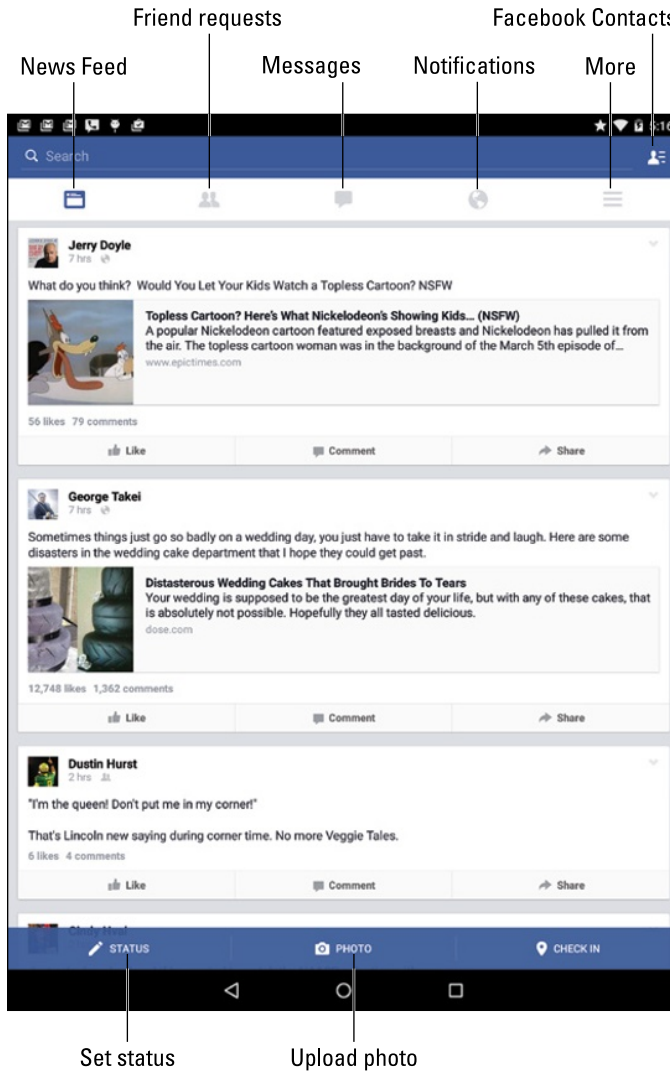 Friend requests
Facebook Contacts
News Feed
Messages
Notifications
More
Search
Jerry Doyle
7 hrs
What do you think? Would You Let Your Kids Watch a Topless Cartoon? NSFW
Topless Cartoon? Here's What Nickelodeon's Showing Kids... (NSFW)
A popular Nickelodeon cartoon featured exposed breasts and Nickelodeon has pulled it from
the air. The topless cartoon woman was in the background of the March 5th episode of...
www.epictimes.com
56 likes 79 comments
Like Comment Share
George Takei
7 hrs
Sometimes things just go so badly on a wedding day, you just have to take it in stride and laugh. Here are some
disasters in the wedding cake department that I hope they could get past.
Distasterous Wedding Cakes That Brought Brides To Tears
Your wedding is supposed to be the greatest day of your life, but with any of these cakes, that
is absolutely not possible. Hopefully they all tasted delicious.
dose.com
12,748 likes 1,362 comments
Like Comment Share
Dustin Hurst
2 hrs
"I'm the queen! Don't put me in my corner!"
That's Lincoln new saying during corner time. No more Veggie Tales.
6 likes 4 comments
Like Comment Share
STATUS PHOTO CHECK IN
Set status
Upload photo